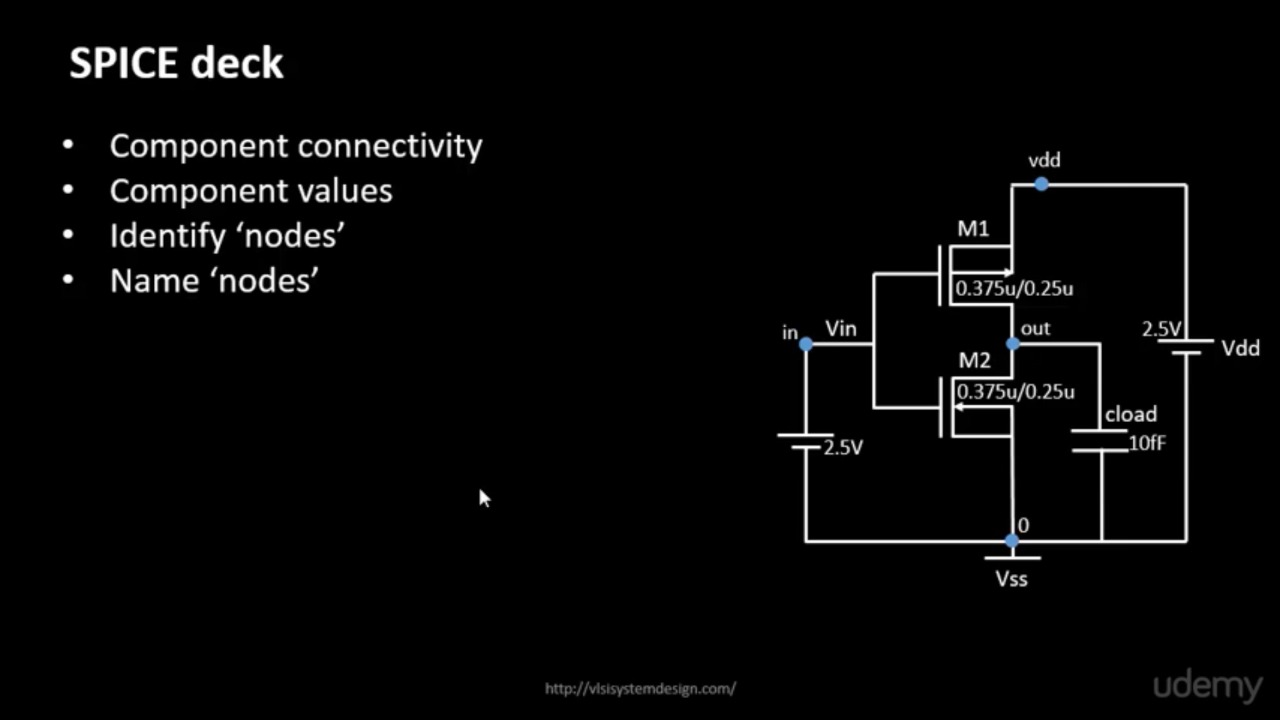 SPICE deck
• Component connectivity
• Component values
• Identify ‘nodes’
• Name ‘nodes’
vdd
M1
0.375u/0.25u
in
Vin
out
2.5V
Vdd
M2
0.375u/0.25u
cload
10fF
2.5V
0
Vss
http://vlsisystemdesign.com/
udemy